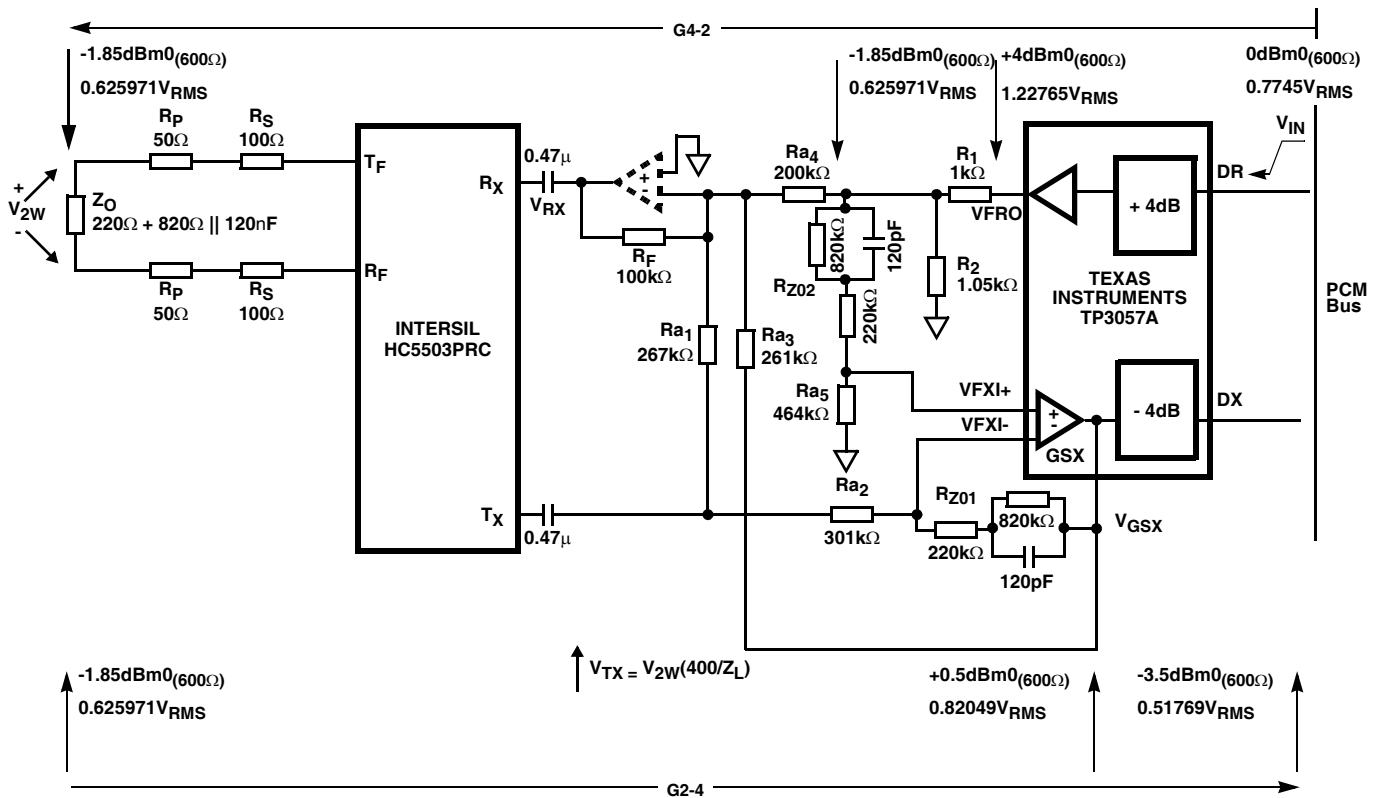 G4-2
-1.85dBm0(600Ω)
0.625971VRMS
-1.85dBm0(600Ω)
0.625971VRMS
+4dBm0(600Ω)
1.22765VRMS
0dBm0(600Ω)
0.7745VRMS
VIN
RP
50Ω
RS
100Ω
TF
RX
0.47μ
VRX
+
-
Ra4
200kΩ
R1
1kΩ
VFRO
+ 4dB
DR
+
V2W
-
ZO
220Ω + 820Ω || 120nF
RF
RP
50Ω
RS
100Ω
INTERSIL
HC5503PRC
RF
100kΩ
Ra1
267kΩ
Ra3
261kΩ
820kΩ
120pF
RZ02
220kΩ
R2
1.05kΩ
TEXAS
INSTRUMENTS
TP3057A
PCM
Bus
Ra5
464kΩ
VFXI+
VFXI-
+
-
GSX
- 4dB
DX
TX
0.47μ
Ra2
301kΩ
RZ01
220kΩ
820kΩ
120pF
VGSX
VTX = V2W(400/ZL)
-1.85dBm0(600Ω)
0.625971VRMS
+0.5dBm0(600Ω)
0.82049VRMS
-3.5dBm0(600Ω)
0.51769VRMS
G2-4